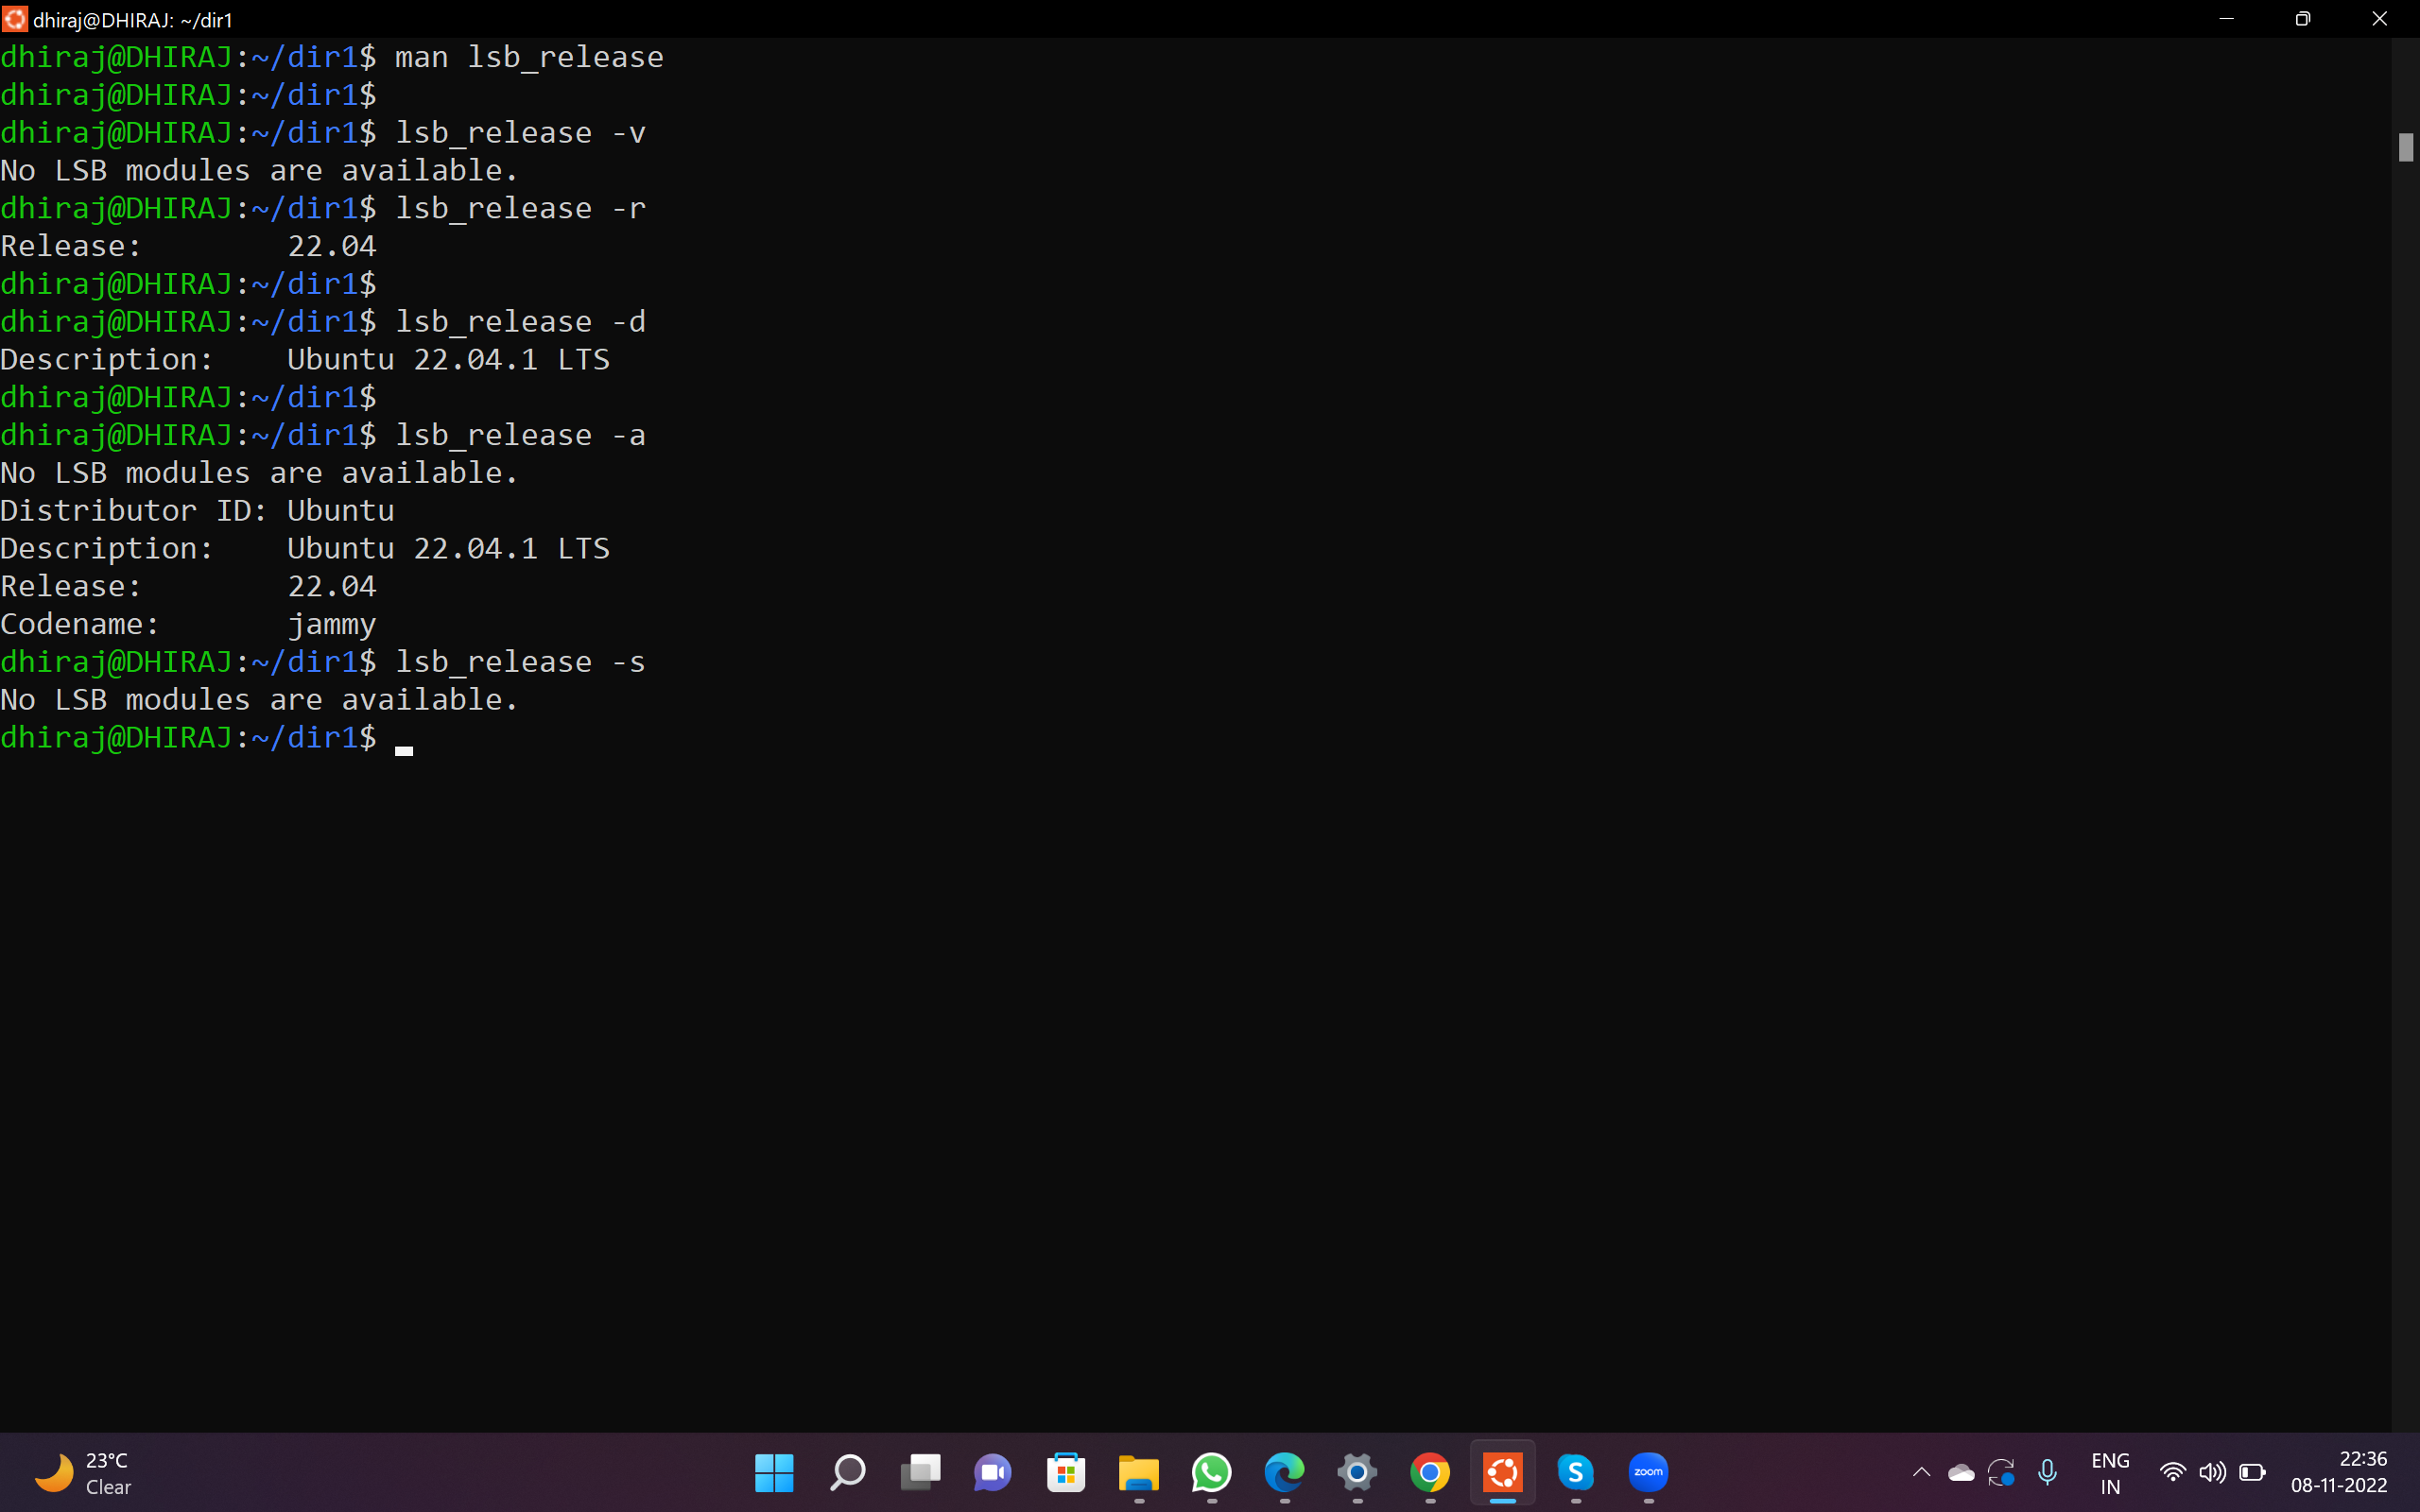 dhiraj@DHIRAJ: ~/dir1
dhiraj@DHIRAJ:~/dir1$ man lsb_release
dhiraj@DHIRAJ:~/dir1$
dhiraj@DHIRAJ:~/dir1$ lsb_release -v
No LSB modules are available.
dhiraj@DHIRAJ:~/dir1$ lsb_release -r
Release:        22.04
dhiraj@DHIRAJ:~/dir1$
dhiraj@DHIRAJ:~/dir1$ lsb_release -d
Description:    Ubuntu 22.04.1 LTS
dhiraj@DHIRAJ:~/dir1$
dhiraj@DHIRAJ:~/dir1$ lsb_release -a
No LSB modules are available.
Distributor ID: Ubuntu
Description:    Ubuntu 22.04.1 LTS
Release:        22.04
Codename:       jammy
dhiraj@DHIRAJ:~/dir1$ lsb_release -s
No LSB modules are available.
dhiraj@DHIRAJ:~/dir1$
23°C
Clear
S
zoom
ENG
IN
22:36
08-11-2022